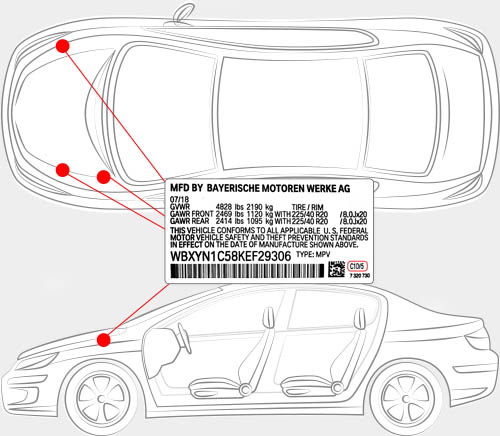 MFD BY BAYERISCHE MOTOREN WERKE AG
07/18
GVWR 4828 lbs 2190 kg TIRE / RIM
GAWR FRONT 2469 lbs 1120 kg WITH 225/40 R20 /8.0Jx20
GAWR REAR 2414 lbs 1095 kg WITH 225/40 R20 /8.0Jx20
THIS VEHICLE CONFORMS TO ALL APPLICABLE U.S. FEDERAL
MOTOR VEHICLE SAFETY AND THEFT PREVENTION STANDARDS
IN EFFECT ON THE DATE OF MANUFACTURE SHOWN ABOVE.
WBXYN1C58KEF29306 TYPE: MPV
C10/5
7 320 730